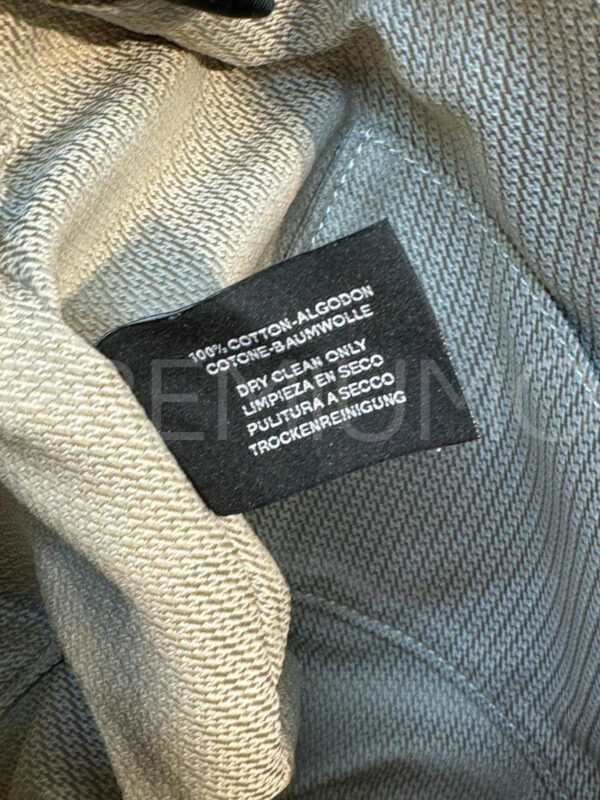 100% COTTON-ALGODON
COTONE-BAUMWOLLE
DRY CLEAN ONLY
LIMPIEZA EN SECO
PULITURA A SECCO
TROCKENREINIGUNG